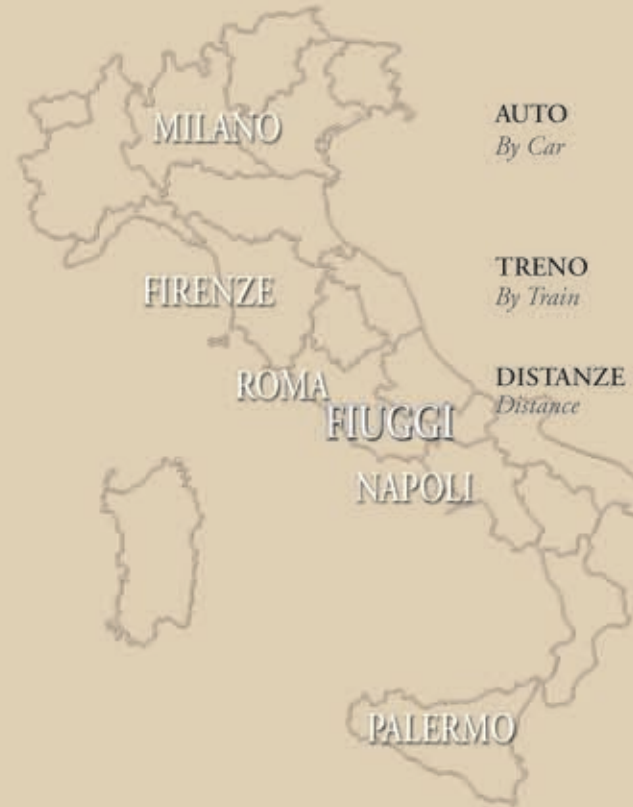 MILANO
AUTO
By Car
TRENO
By Train
FIRENZE
DISTANZE
Distance
ROMA
FIUGGI
NAPOLI
PALERMO